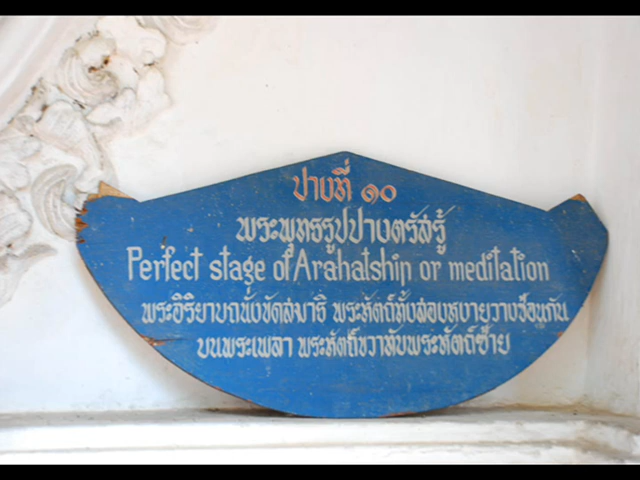 ปางที่ ๑๐
พระพุทธรูปปางตรัสรู้
Perfect stage of Arahatship or meditation
พระอิริยาบถนั่งขัดสมาธิ พระหัตถ์ทั้งสองหงายวางซ้อนกัน
บนพระเพลา พระหัตถ์ขวาทับพระหัตถ์ซ้าย